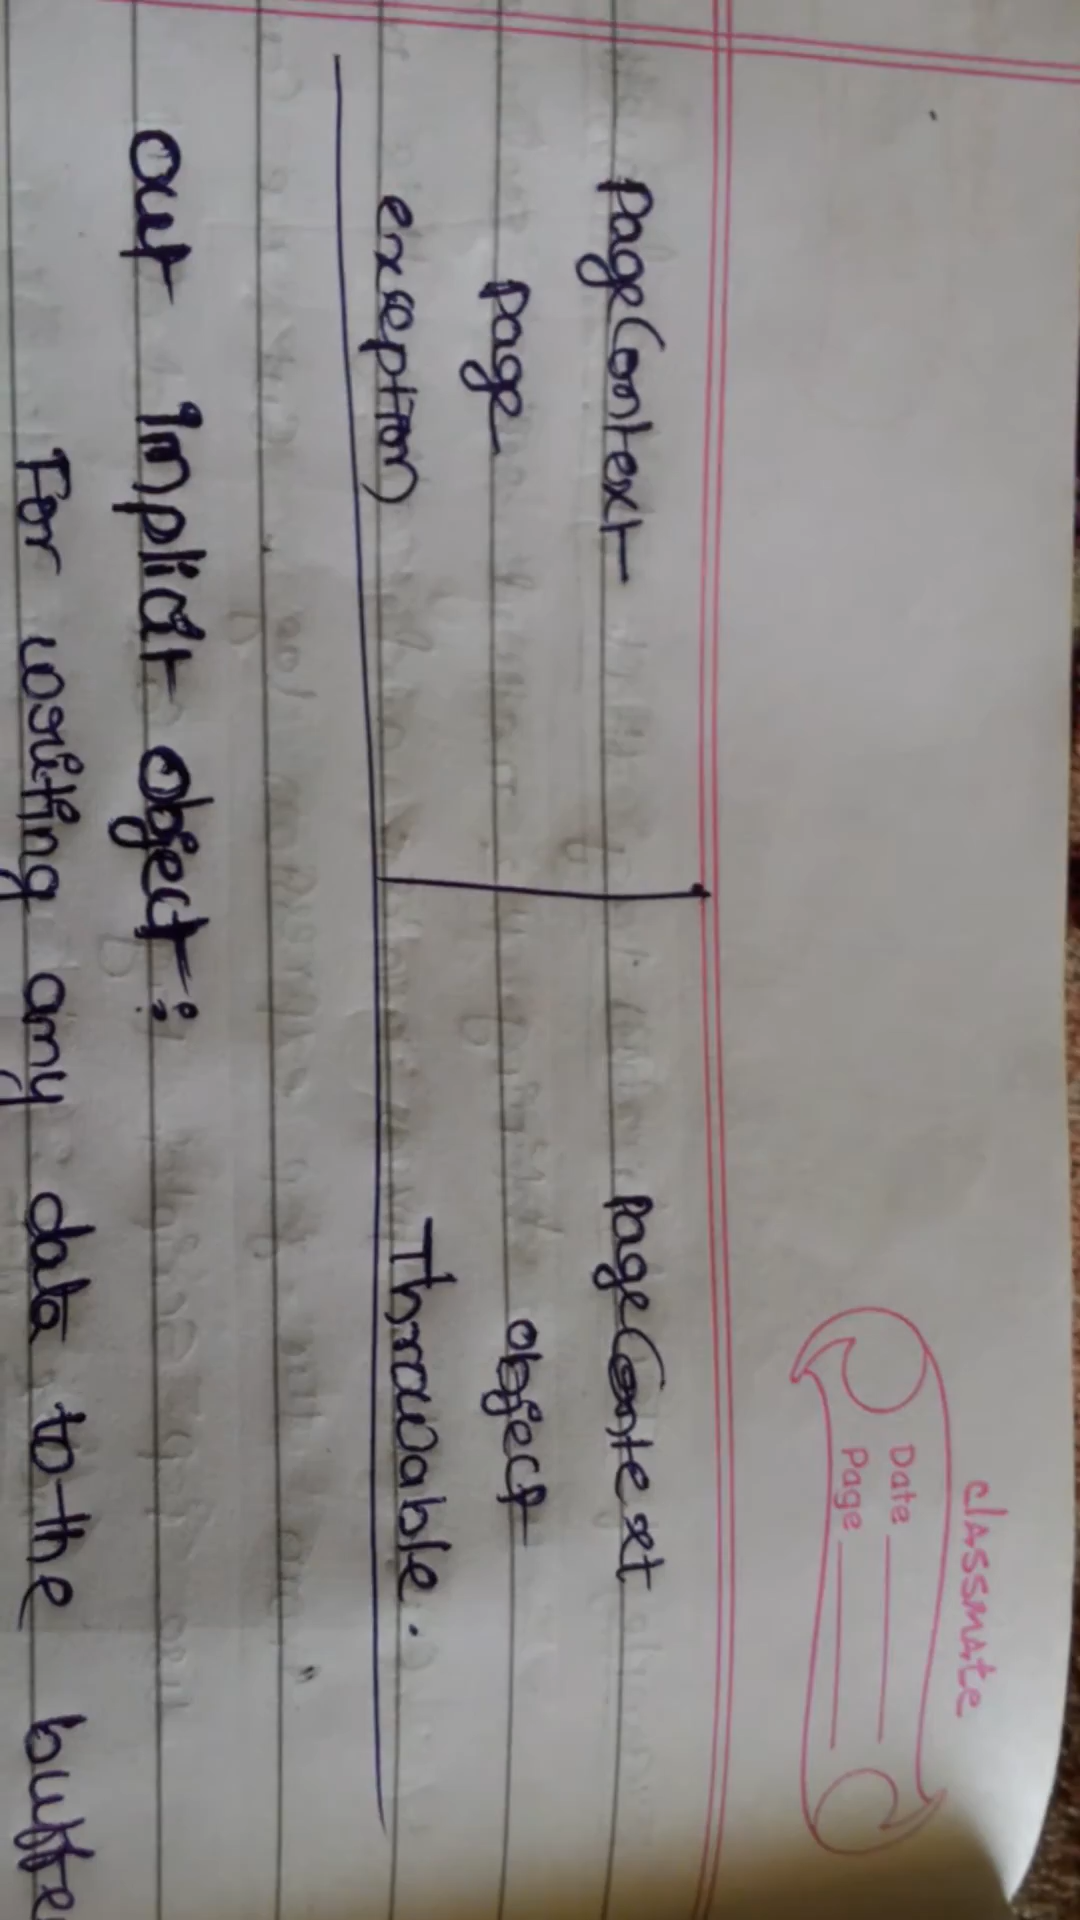 classmate
Date
Page
PageContext PageContext
Page object
exception Throwable.
out implicit object :
For writing any data to the buffer